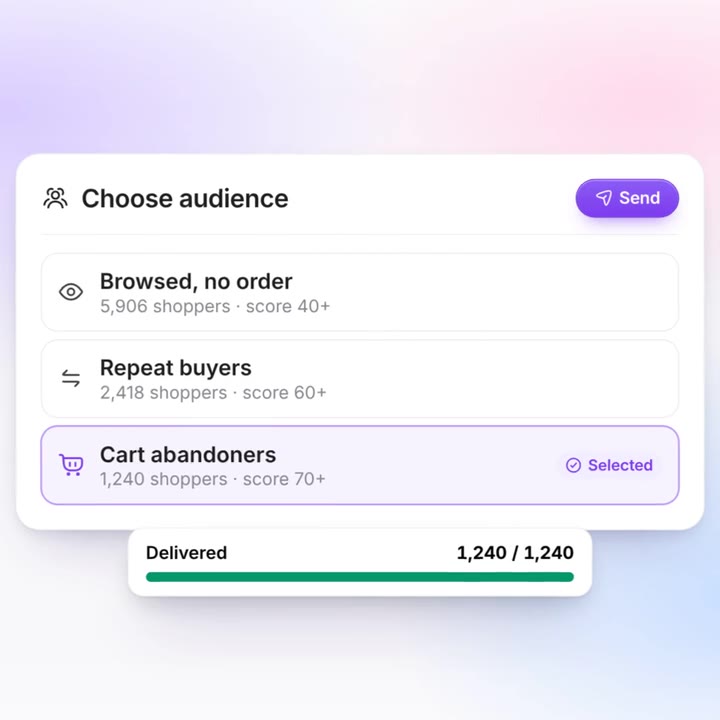 Choose audience
Send
Browsed, no order
5,906 shoppers · score 40+
Repeat buyers
2,418 shoppers · score 60+
Cart abandoners
1,240 shoppers · score 70+
Selected
Delivered
1,240 / 1,240